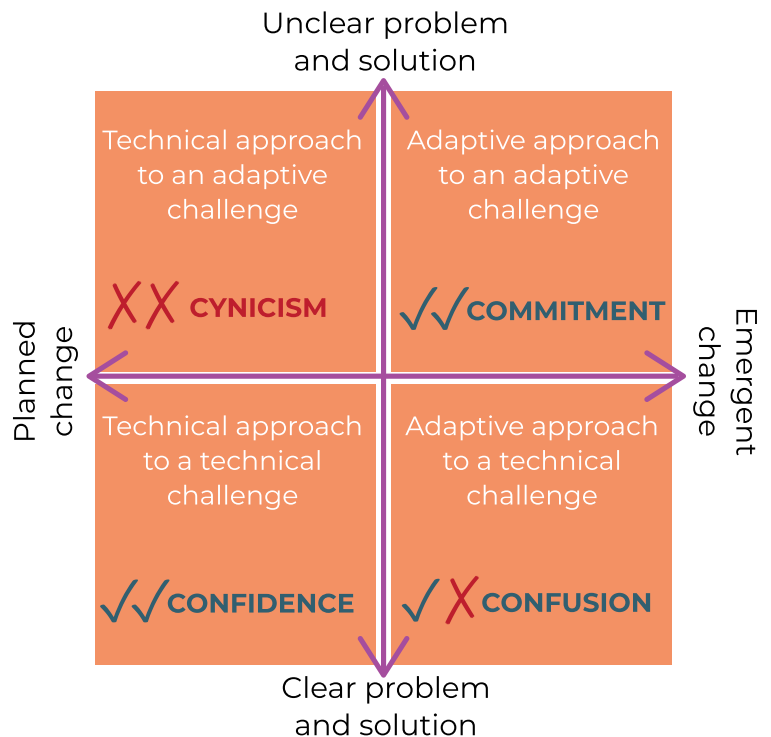 Unclear problem
and solution
Technical approach
to an adaptive
challenge
CYNICISM
Adaptive approach
to an adaptive
challenge
COMMITMENT
Planned
change
Emergent
change
Technical approach
to a technical
challenge
CONFIDENCE
Adaptive approach
to a technical
challenge
CONFUSION
Clear problem
and solution